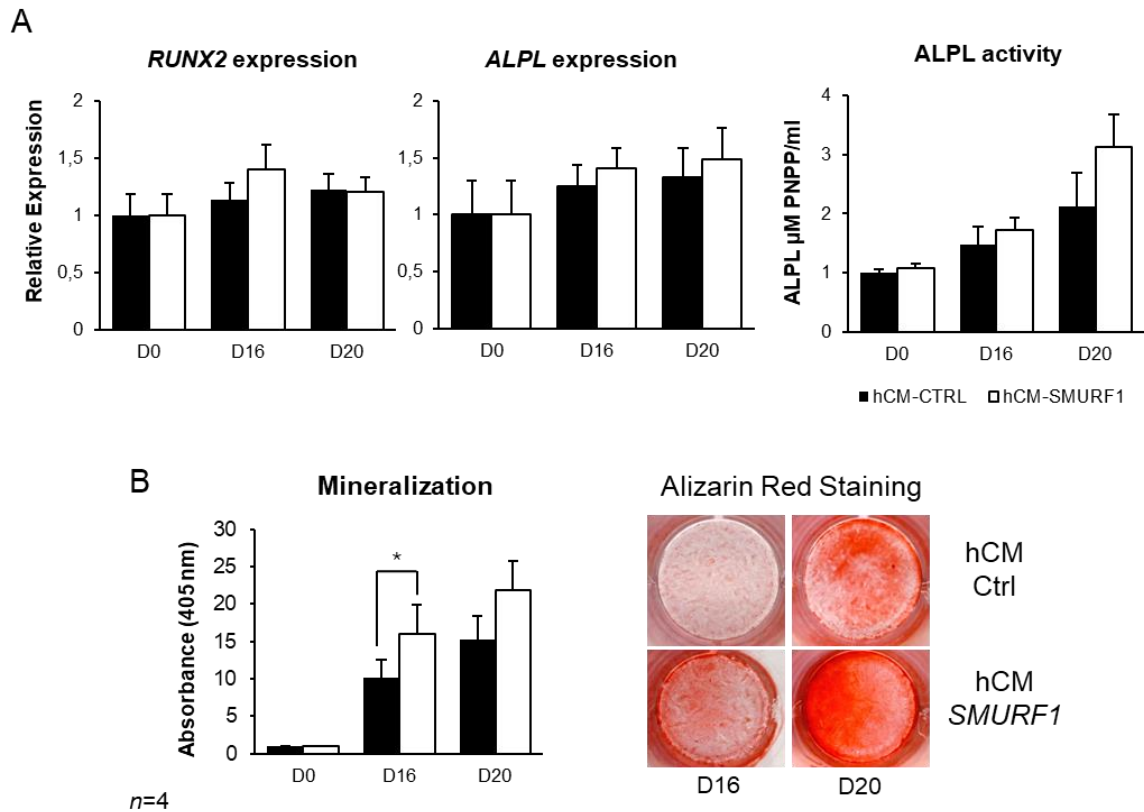 A
RUNX2 expression
Relative Expression
2
1,5
1
0,5
0
D0 D16 D20
ALPL expression
2
1,5
1
0,5
0
D0 D16 D20
ALPL activity
ALPL µM PNPP/ml
4
3
2
1
0
D0 D16 D20
hCM-CTRL hCM-SMURF1
B
Mineralization
Absorbance (405nm)
30
25
20
15
10
5
0
*
D0 D16 D20
n=4
Alizarin Red Staining
hCM
Ctrl
hCM
SMURF1
D16 D20